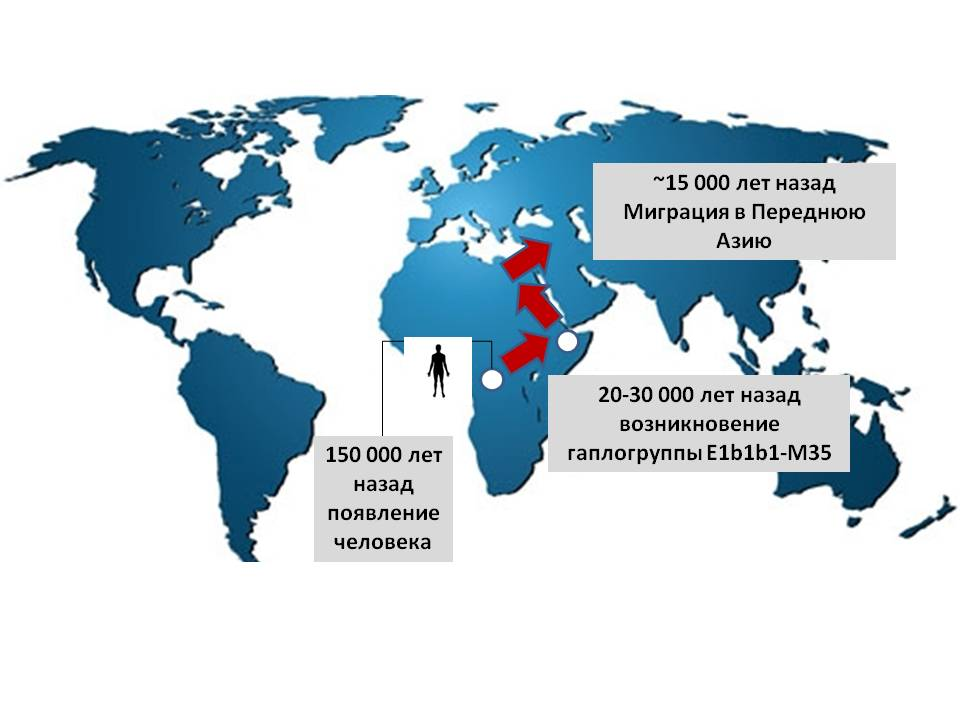 ~15 000 лет назад
Миграция в Переднюю
Азию
20-30 000 лет назад
возникновение
гаплогруппы E1b1b1-M35
150 000 лет
назад
появление
человека